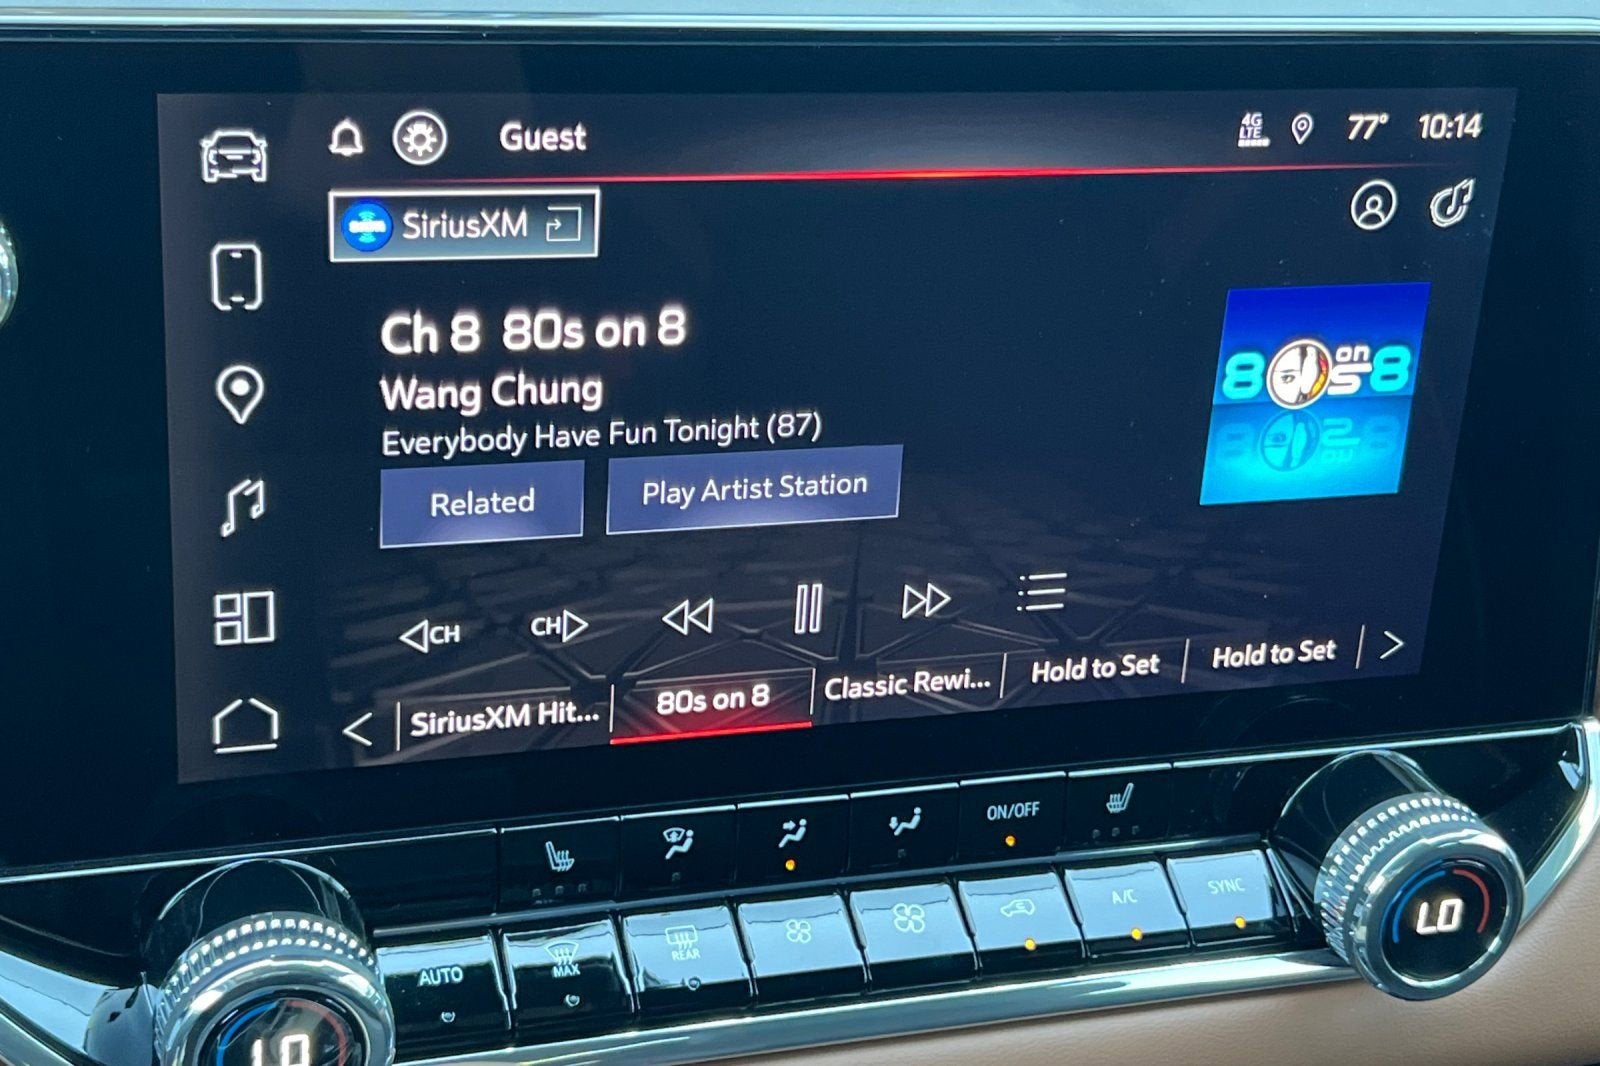 Guest
4G
LTE
77°
10:14
SiriusXM
Ch 8 80s on 8
Wang Chung
Everybody Have Fun Tonight (87)
Related
Play Artist Station
80s on 8
CH
CH
SiriusXM Hit...
80s on 8
Classic Rewi...
Hold to Set
Hold to Set
ON/OFF
AUTO
MAX
REAR
A/C
SYNC
LO
LO